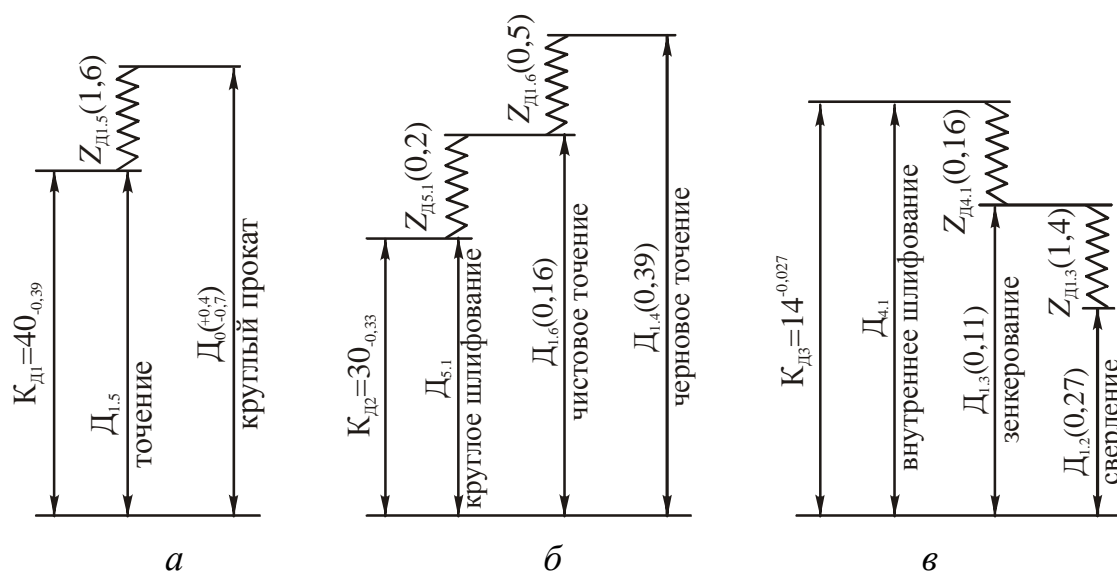 К_Д1=40_-0,39
Д_1.5
точение
Z_Д1.5(1,6)
Д_0(^+0,4_-0,7)
круглый прокат
а
К_Д2=30_-0,33
Д_5.1
круглое шлифование
Z_Д5.1(0,2)
Д_1.6(0,16)
чистовое точение
Z_Д1.6(0,5)
Д_1.4(0,39)
черновое точение
б
К_Д3=14^-0,027
Д_4.1
внутреннее шлифование
Z_Д4.1(0,16)
Д_1.3(0,11)
зенкерование
Z_Д1.3(1,4)
Д_1.2(0,27)
сверление
в